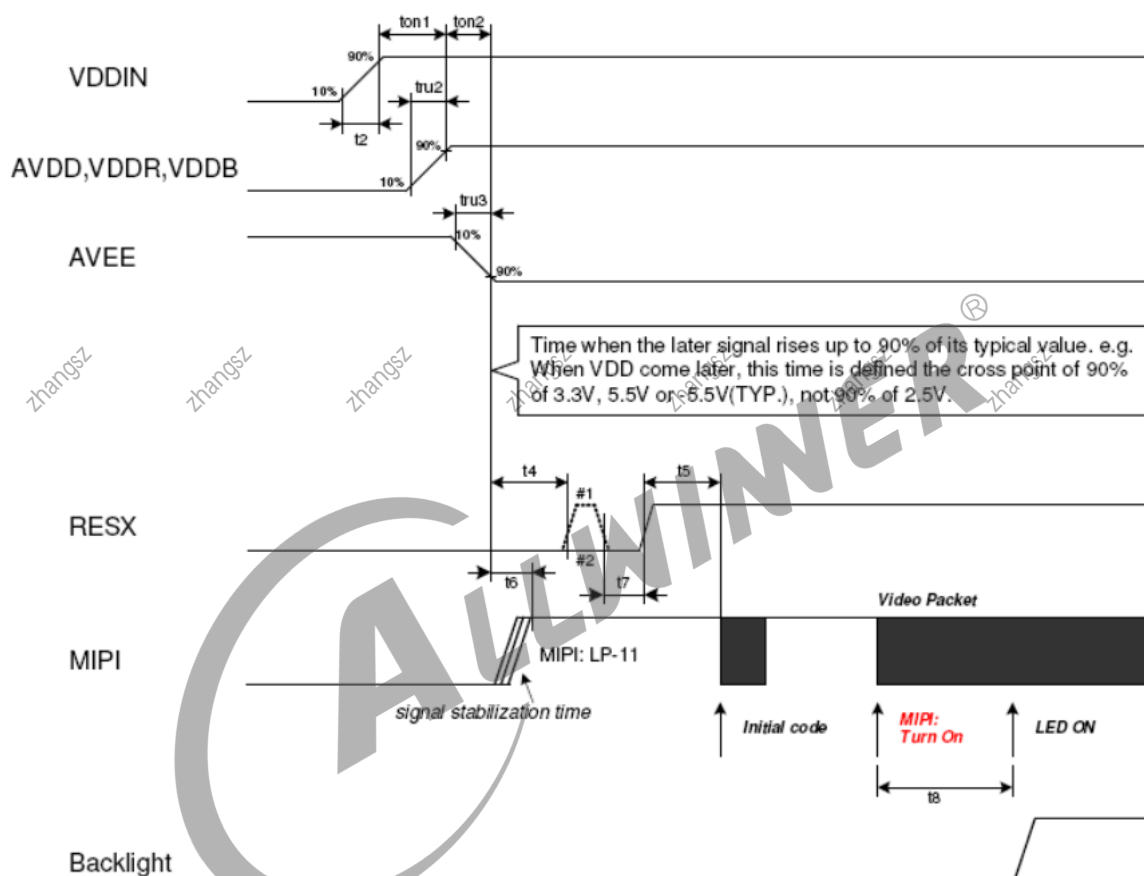 ton1 ton2
VDDIN
90%
10%
tru2
t2
AVDD,VDDR,VDDB
90%
10%
tru3
AVEE
10%
90%
Time when the later signal rises up to 90% of its typical value. e.g.
When VDD come later, this time is defined the cross point of 90%
of 3.3V, 5.5V or -5.5V(TYP.), not 90% of 2.5V.
zhangsz zhangsz zhangsz zhangsz zhangsz zhangsz zhangsz
ALLWINNER®
t4
#1
t5
RESX
#2
t6
t7
Video Packet
MIPI
MIPI: LP-11
signal stabilization time
Initial code
MIPI:
Turn On
LED ON
t8
Backlight